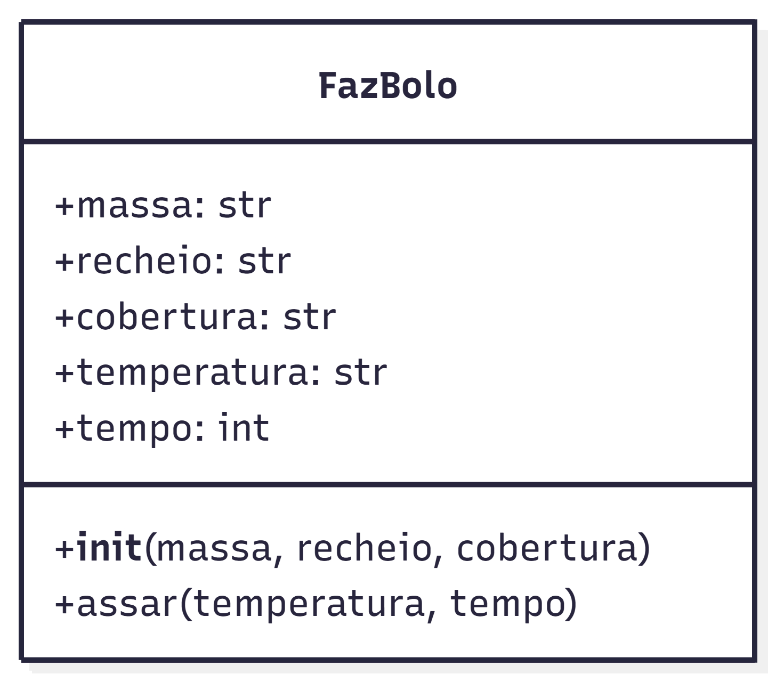 FazBolo
+massa: str
+recheio: str
+cobertura: str
+temperatura: str
+tempo: int
+init(massa, recheio, cobertura)
+assar(temperatura, tempo)